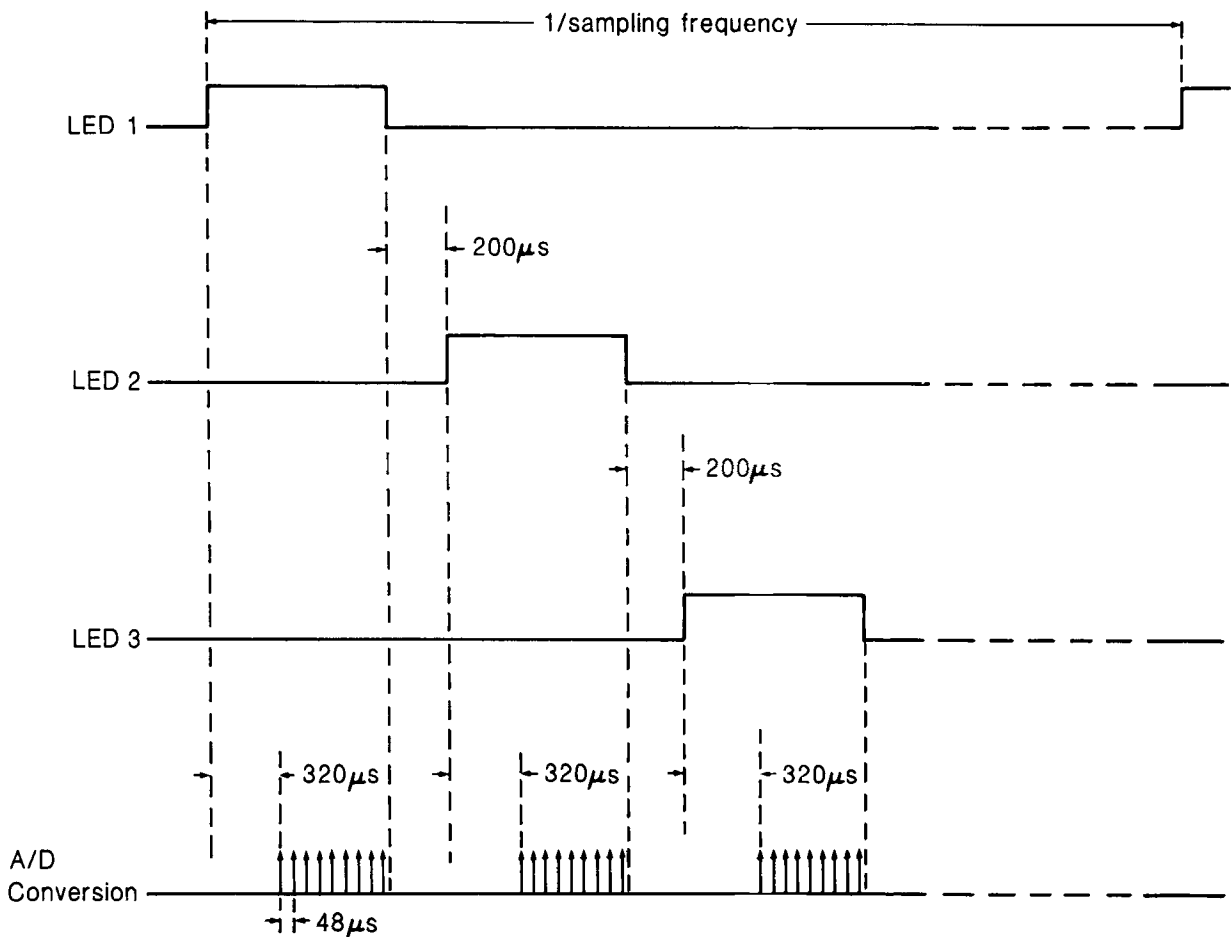 1/sampling frequency
LED 1
200μs
LED 2
200μs
LED 3
320μs
320μs
320μs
A/D
Conversion
48μs